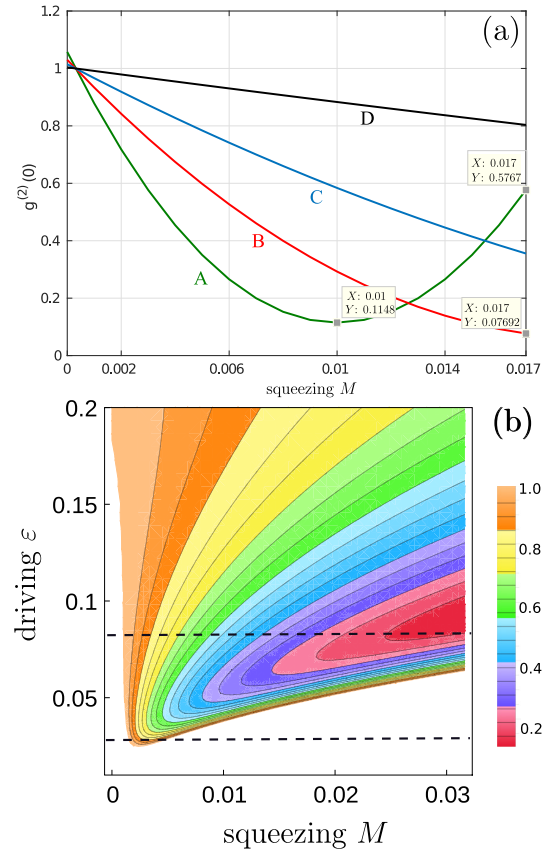 (a)
1.2
1
0.8
0.6
0.4
0.2
0
g(2)(0)
D
C
B
A
X: 0.017
Y: 0.5767
X: 0.01
Y: 0.1148
X: 0.017
Y: 0.07692
0.002
0.006
0.01
0.014
0.017
squeezing M
(b)
0.2
0.15
0.1
0.05
driving ε
1.0
0.8
0.6
0.4
0.2
0
0.01
0.02
0.03
squeezing M